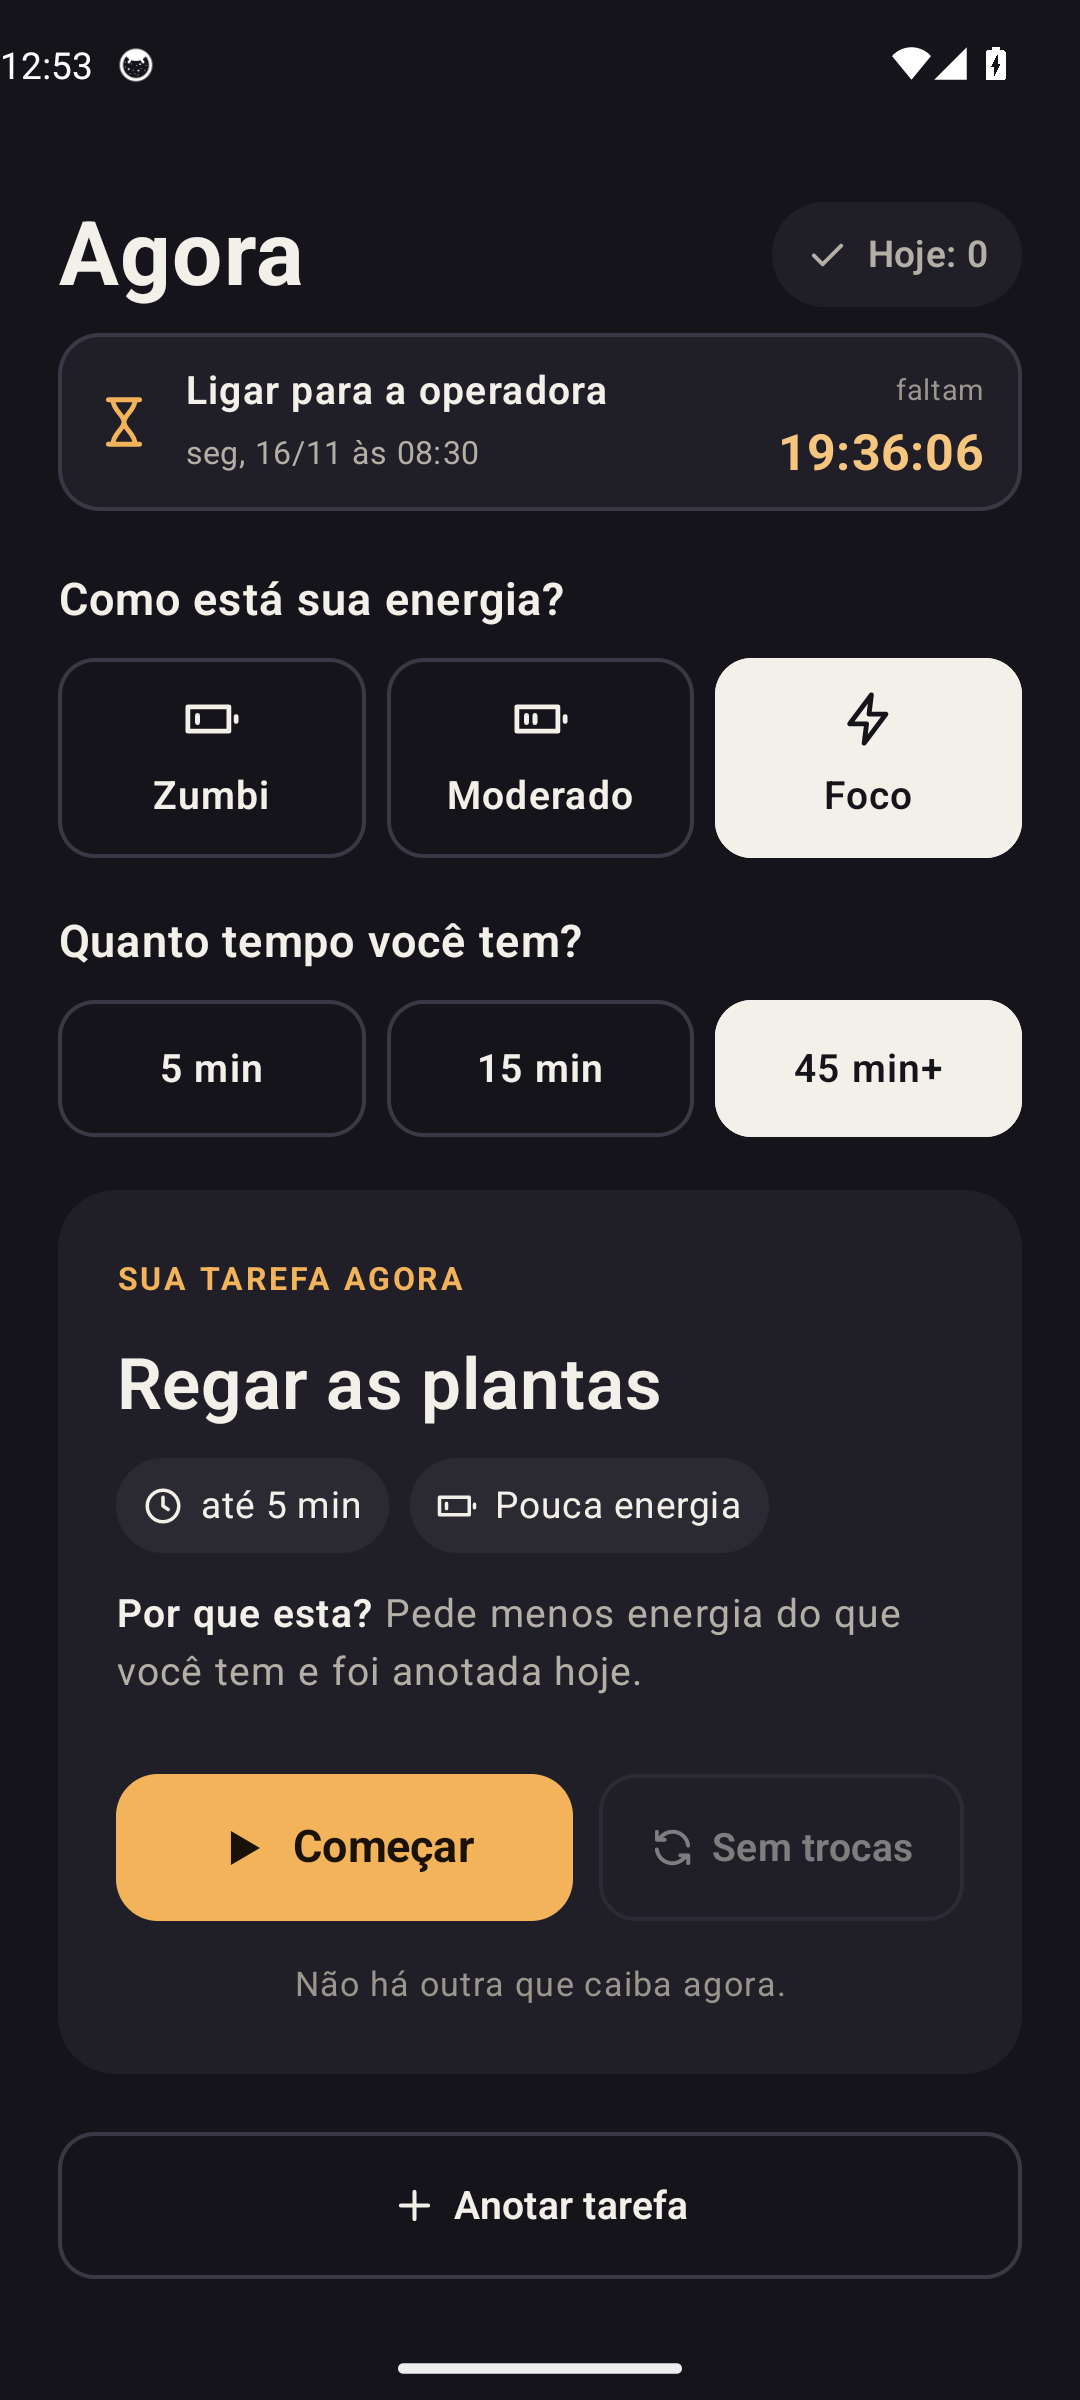 12:53
Agora
Hoje: 0
Ligar para a operadora
faltam
seg, 16/11 às 08:30
19:36:06
Como está sua energia?
Zumbi
Moderado
Foco
Quanto tempo você tem?
5 min
15 min
45 min+
SUA TAREFA AGORA
Regar as plantas
até 5 min
Pouca energia
Por que esta? Pede menos energia do que
você tem e foi anotada hoje.
Começar
Sem trocas
Não há outra que caiba agora.
Anotar tarefa